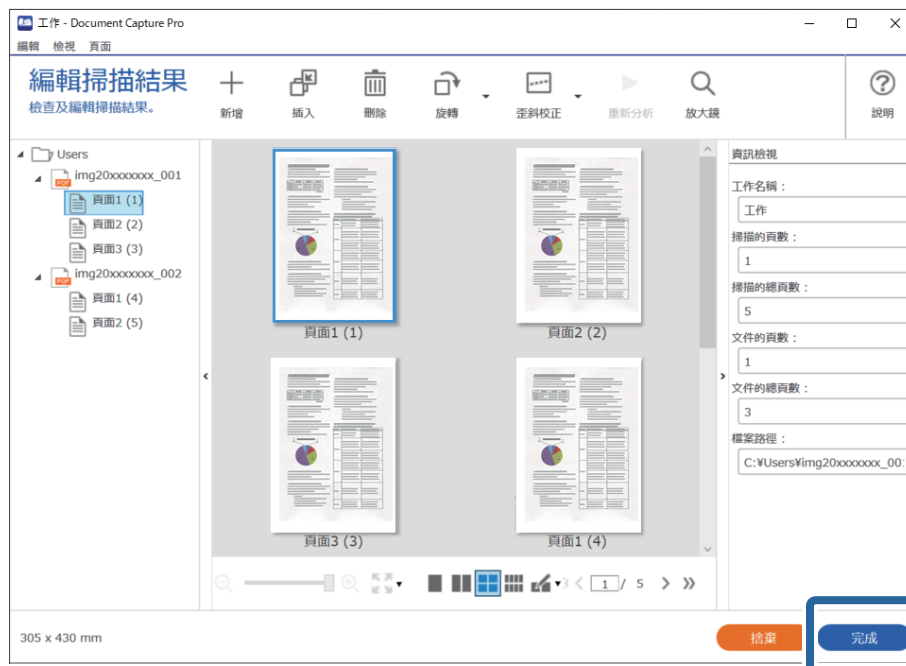 工作 - Document Capture Pro
編輯 檢視 頁面
編輯掃描結果
檢查及編輯掃描結果。
新增 插入 刪除 旋轉 歪斜校正 重新分析 放大鏡 說明
Users
img20xxxxxxx_001
PDF
頁面1 (1)
頁面2 (2)
頁面3 (3)
img20xxxxxxx_002
PDF
頁面1 (4)
頁面2 (5)
頁面1 (1) 頁面2 (2)
頁面3 (3) 頁面1 (4)
資訊檢視
工作名稱：
工作
掃描的頁數：
1
掃描的總頁數：
5
文件的頁數：
1
文件的總頁數：
3
檔案路徑：
C:¥Users¥img20xxxxxxx_00
1 / 5
305 x 430 mm
捨棄 完成